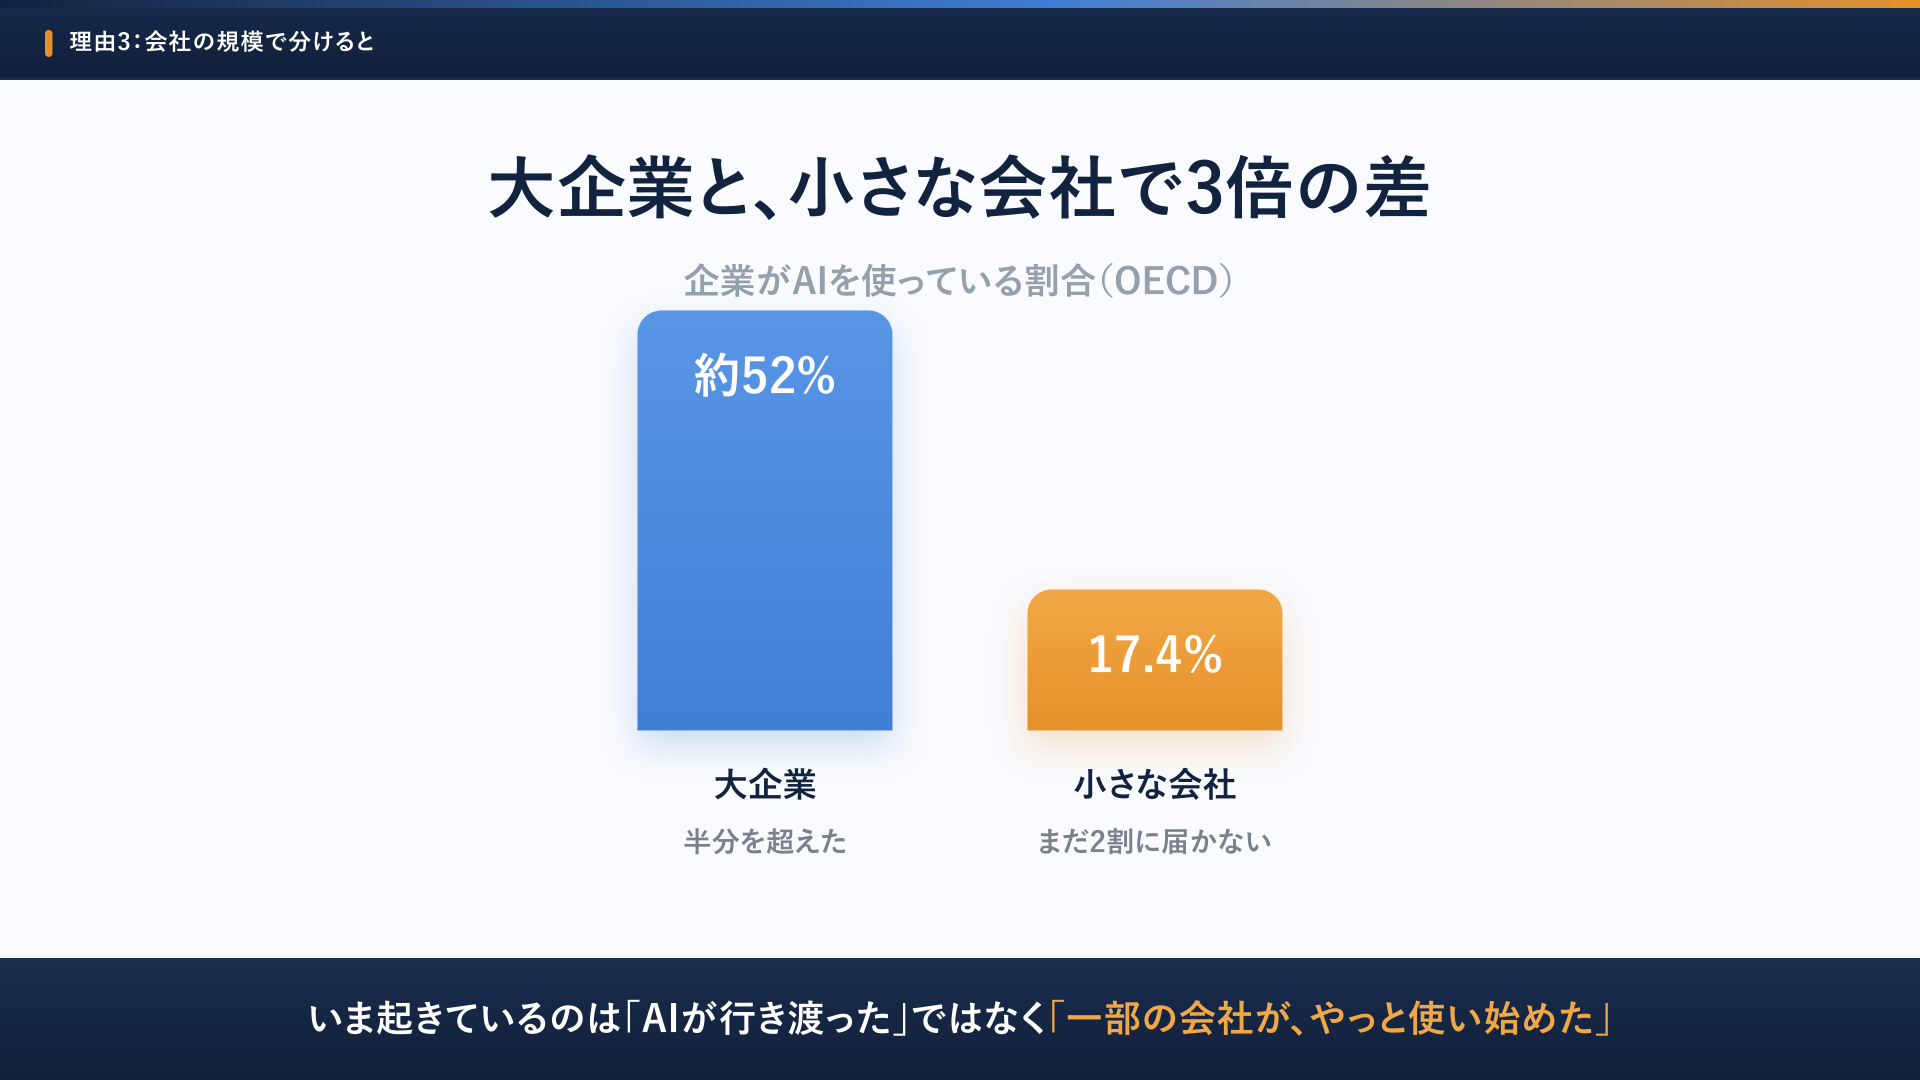 理由3：会社の規模で分けると
大企業と、小さな会社で3倍の差
企業がAIを使っている割合（OECD）
約52%
17.4%
大企業
小さな会社
半分を超えた
まだ2割に届かない
いま起きているのは「AIが行き渡った」ではなく「一部の会社が、やっと使い始めた」